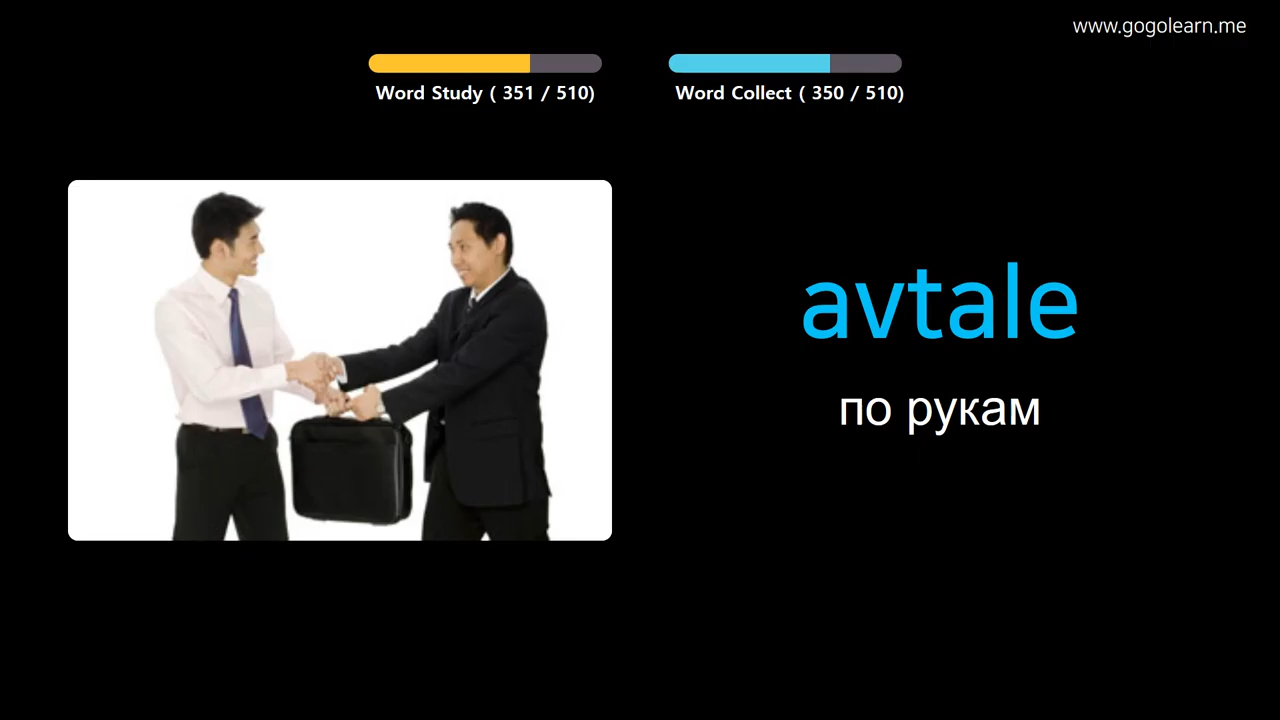 www.gogolearn.me
Word Study ( 351 / 510)
Word Collect ( 350 / 510)
avtale
по рукам